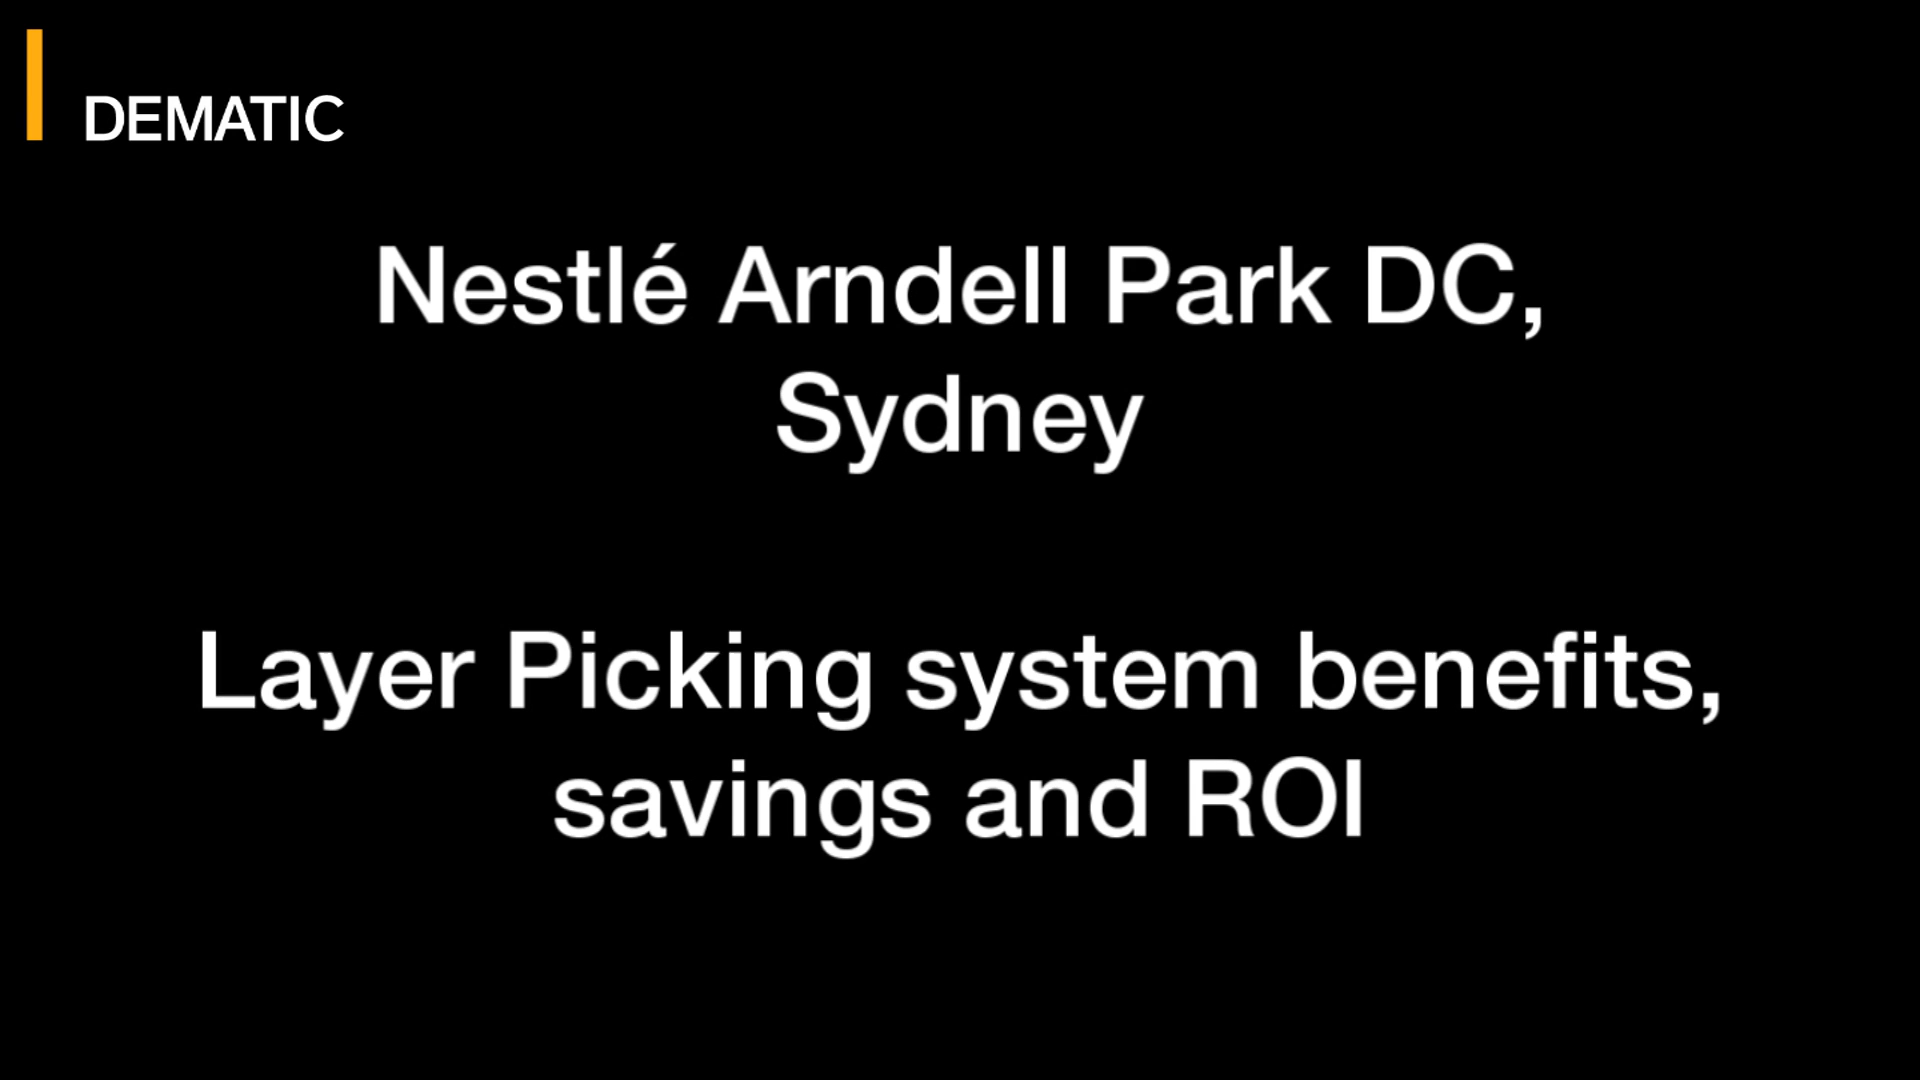 DEMATIC
Nestlé Arndell Park DC,
Sydney
Layer Picking system benefits,
savings and ROI